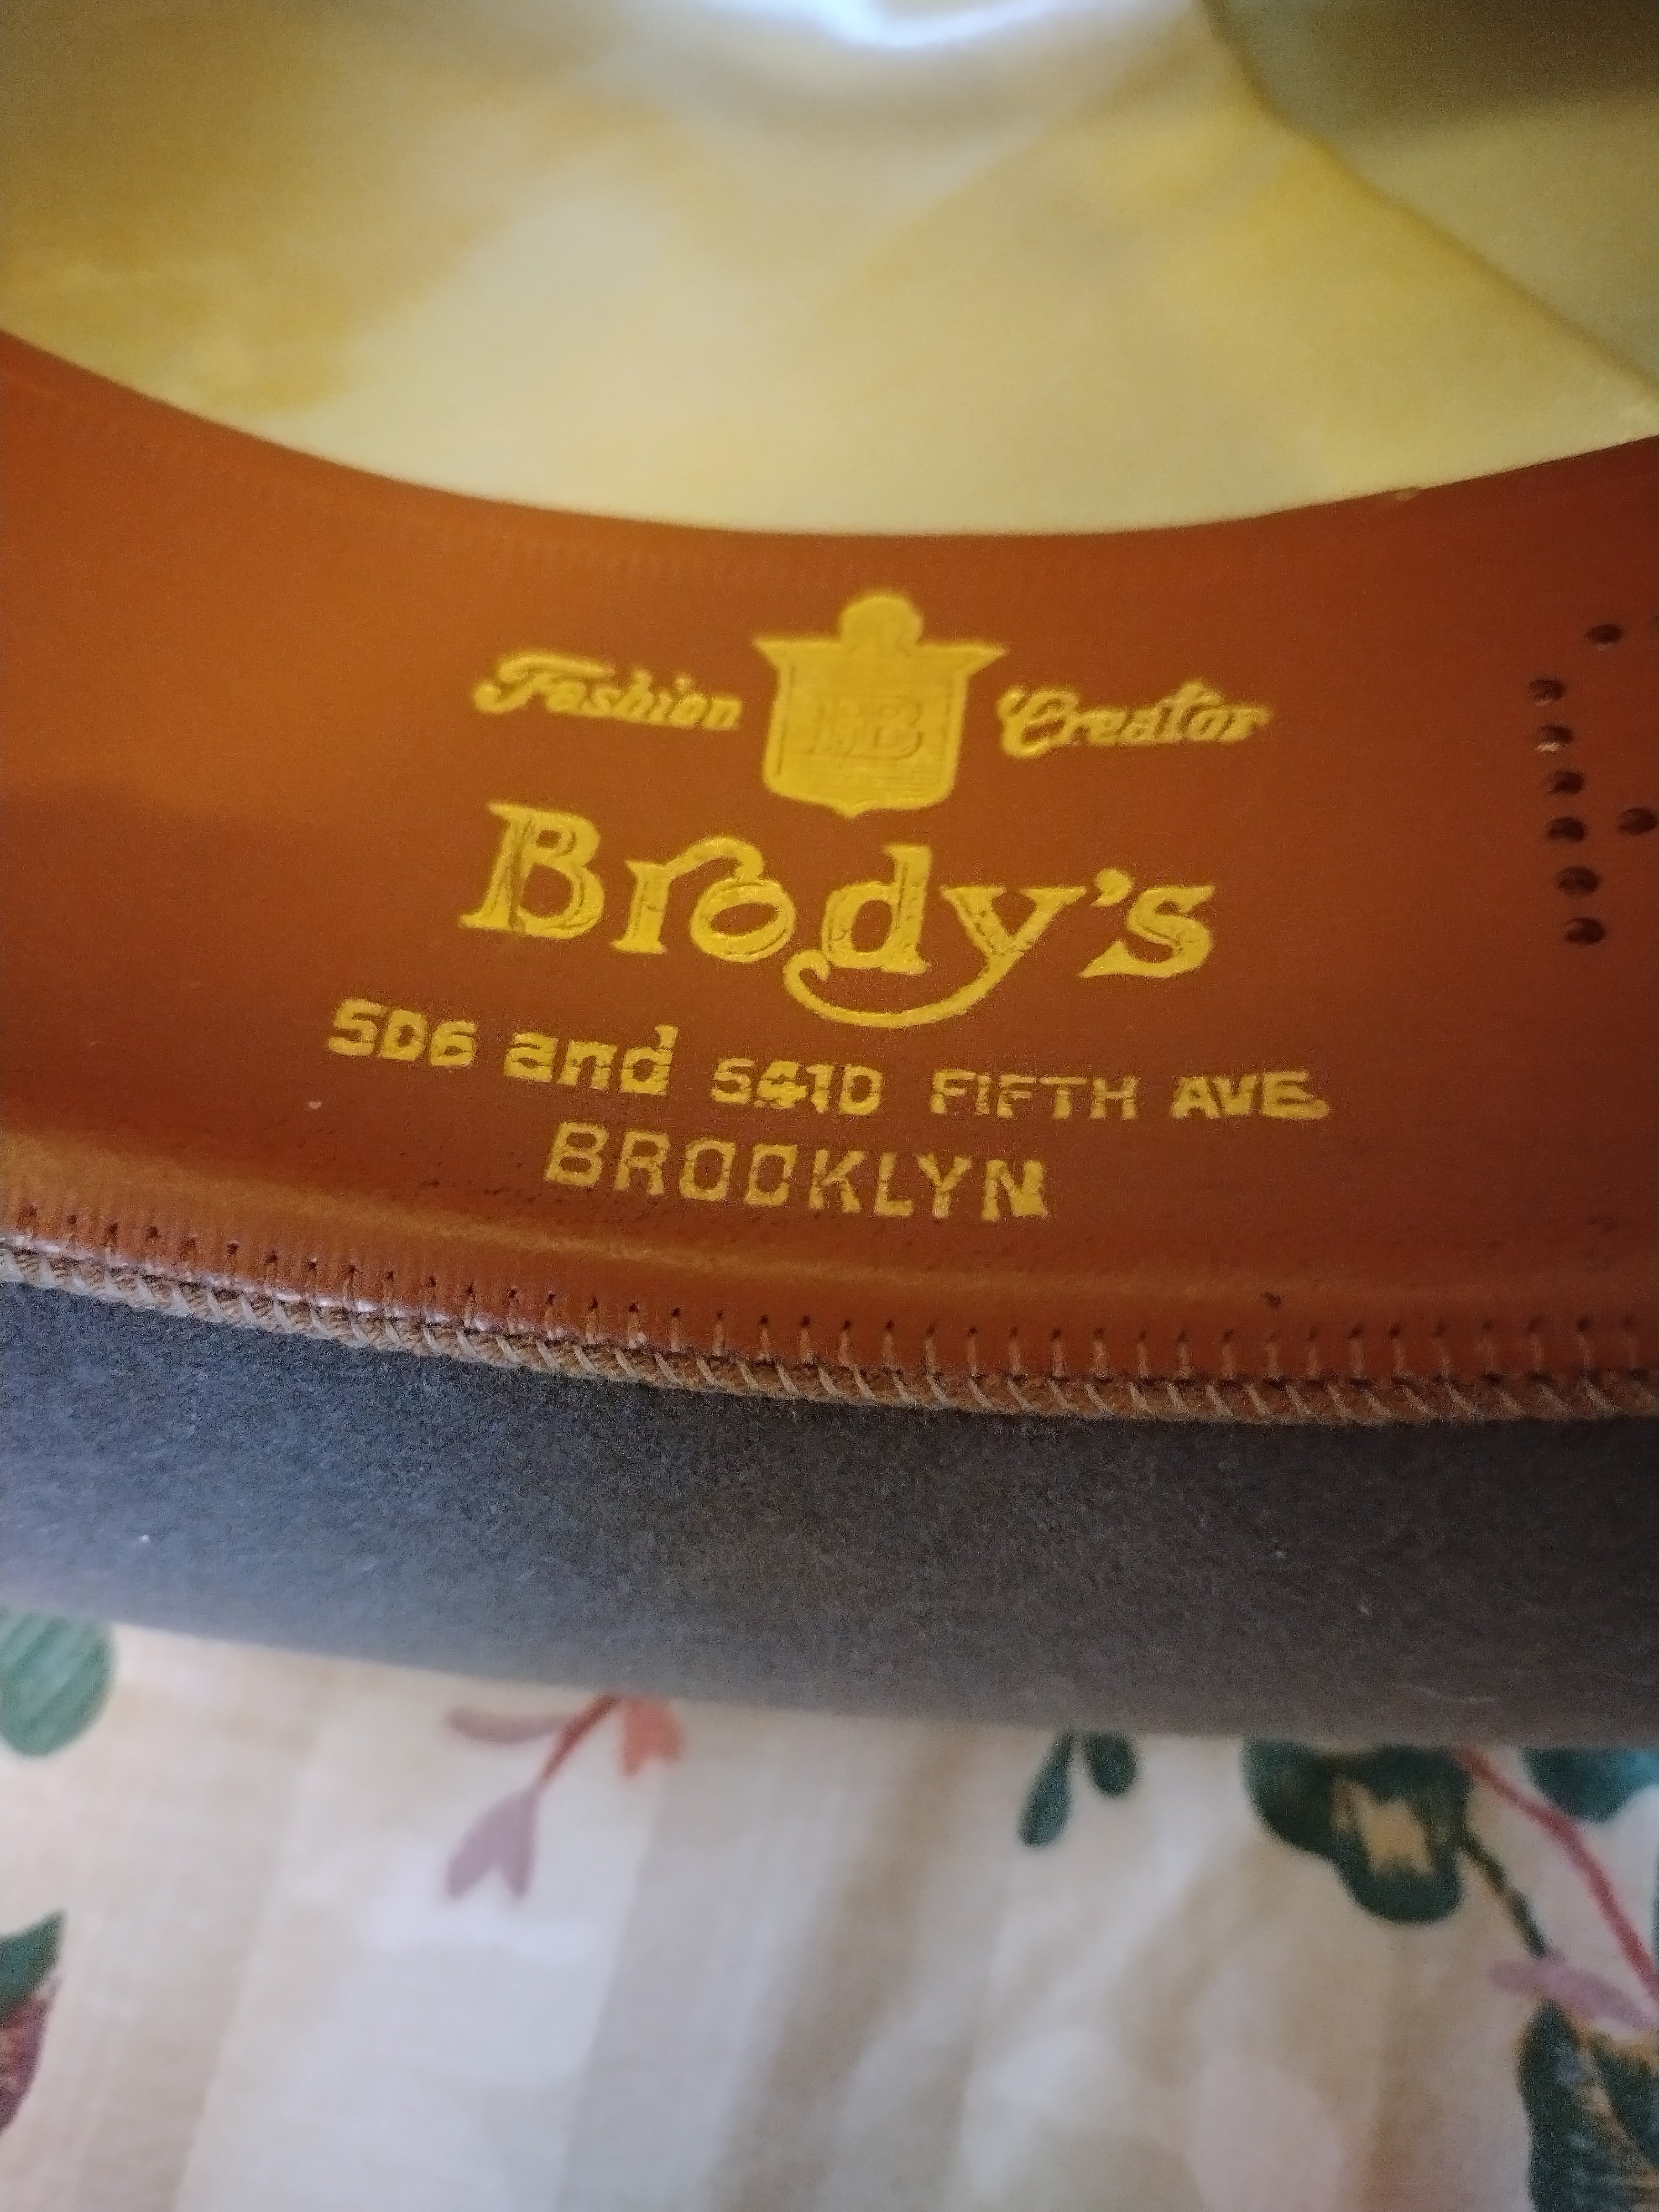 Fashion Creator
Brody's
506 and 5410 FIFTH AVE.
BROOKLYN